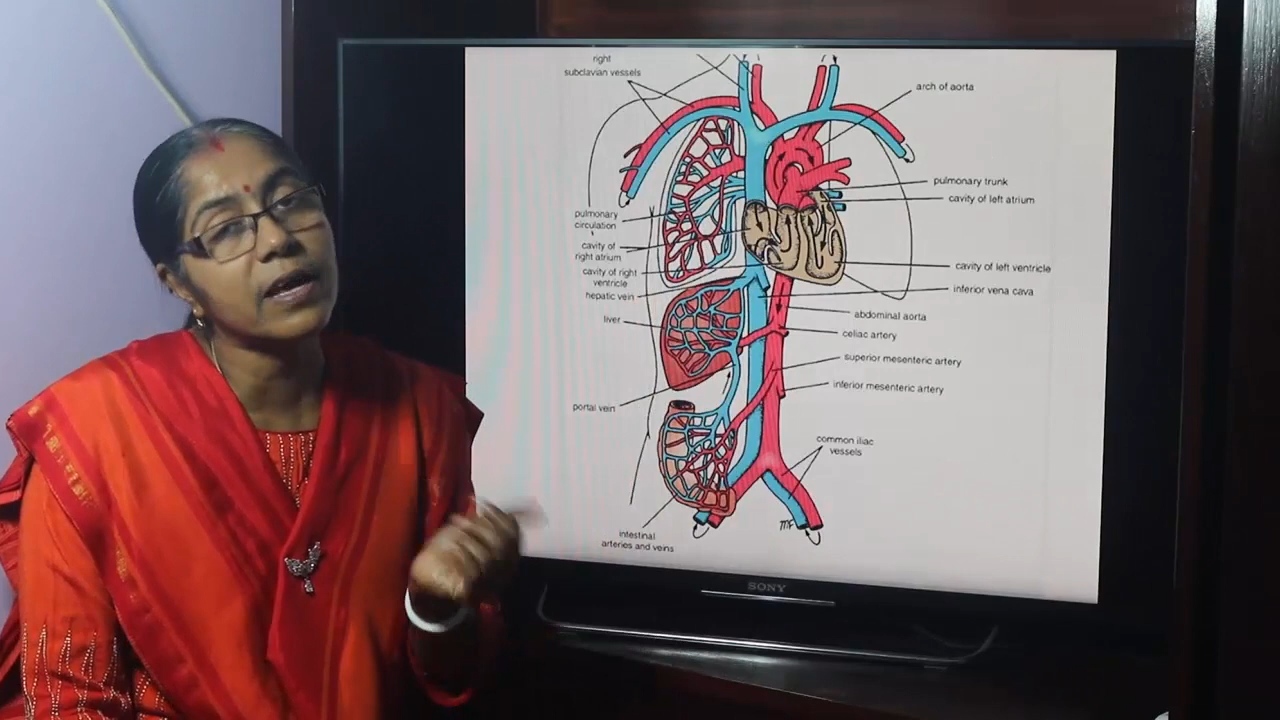 right
subclavian vessels
arch of aorta
pulmonary trunk
cavity of left atrium
pulmonary
circulation
cavity of
right atrium
cavity of right
ventricle
hepatic vein
liver
cavity of left ventricle
inferior vena cava
abdominal aorta
celiac artery
superior mesenteric artery
inferior mesenteric artery
portal vein
common iliac
vessels
intestinal
arteries and veins
MF
SONY